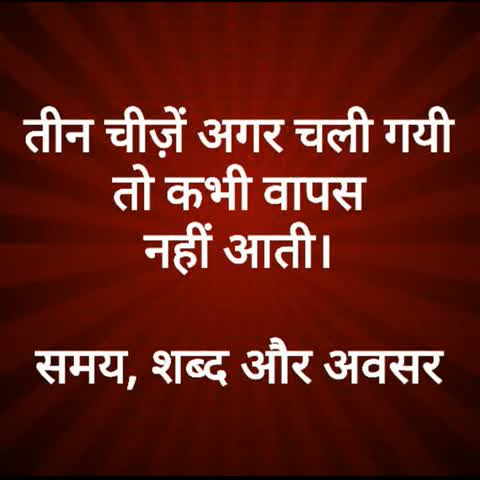 तीन चीज़ें अगर चली गयी
तो कभी वापस
नहीं आती।
समय, शब्द और अवसर